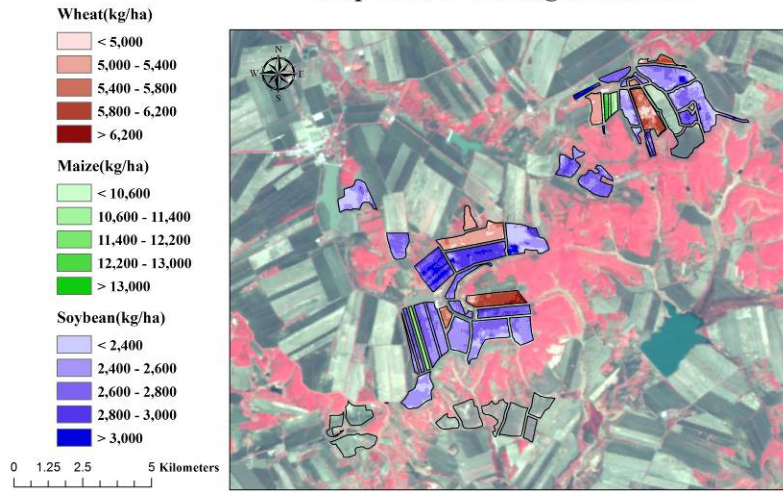 Wheat(kg/ha)
< 5,000
5,000 - 5,400
5,400 - 5,800
5,800 - 6,200
> 6,200
Maize(kg/ha)
< 10,600
10,600 - 11,400
11,400 - 12,200
12,200 - 13,000
> 13,000
Soybean(kg/ha)
< 2,400
2,400 - 2,600
2,600 - 2,800
2,800 - 3,000
> 3,000
0 1.25 2.5 5 Kilometers
N
W E
S